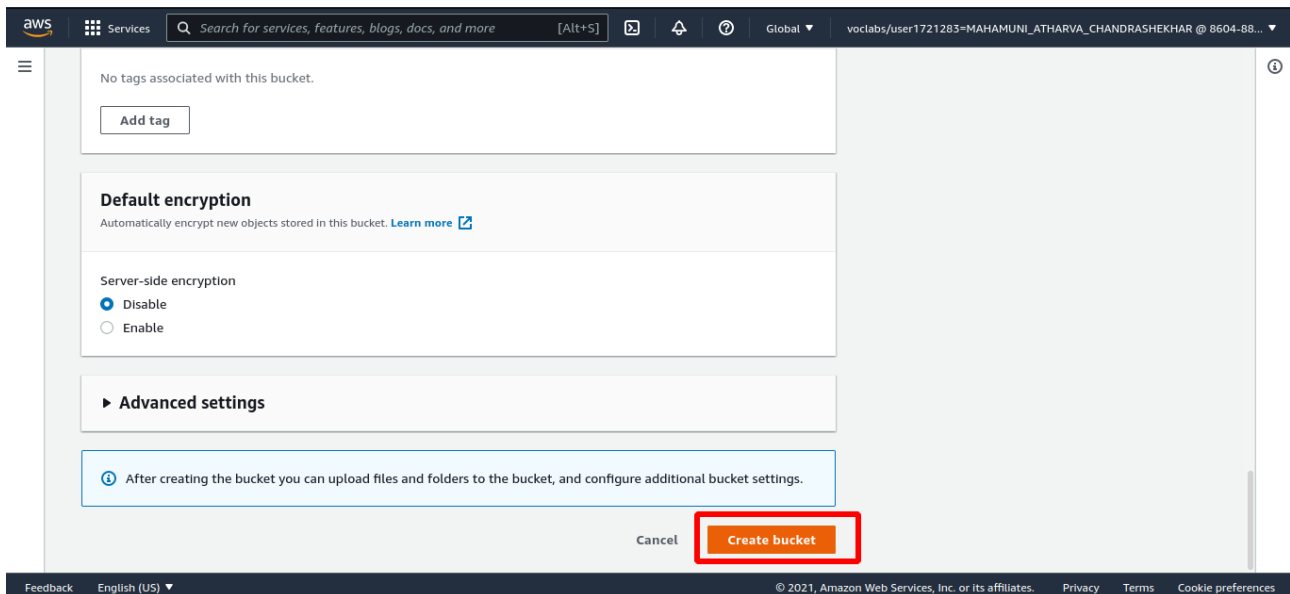 aws
Services
Search for services, features, blogs, docs, and more
[Alt+S]
Global ▼
voclabs/user1721283=MAHAMUNI_ATHARVA_CHANDRASHEKHAR @ 8604-88... ▼
No tags associated with this bucket.
Add tag
Default encryption
Automatically encrypt new objects stored in this bucket. Learn more
Server-side encryption
Disable
Enable
Advanced settings
After creating the bucket you can upload files and folders to the bucket, and configure additional bucket settings.
Cancel
Create bucket
Feedback
English (US) ▼
© 2021, Amazon Web Services, Inc. or its affiliates.
Privacy
Terms
Cookie preferences